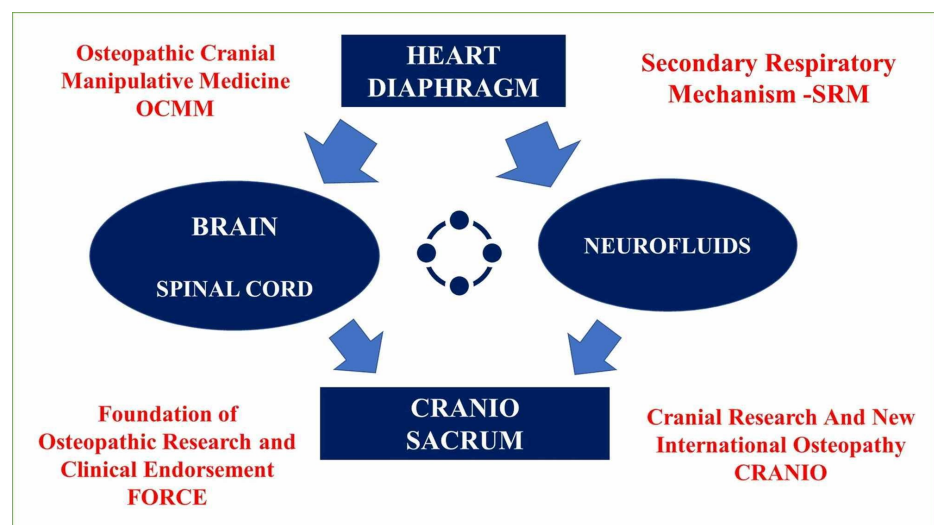 Osteopathic Cranial
Manipulative Medicine
OCMM
HEART
DIAPHRAGM
Secondary Respiratory
Mechanism -SRM
BRAIN
SPINAL CORD
NEUROFLUIDS
CRANIO
SACRUM
Foundation of
Osteopathic Research and
Clinical Endorsement
FORCE
Cranial Research And New
International Osteopathy
CRANIO